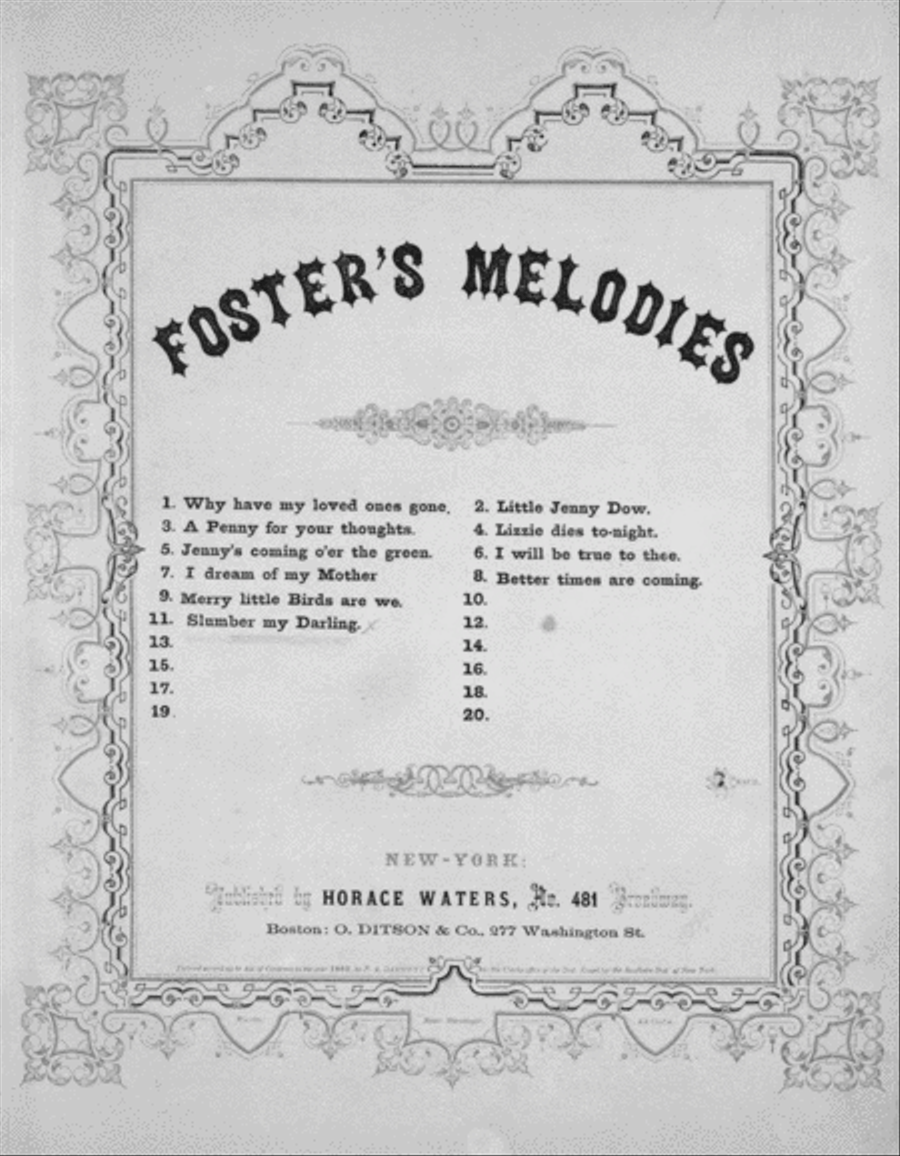 FOSTER'S MELODIES
1. Why have my loved ones gone. 2. Little Jenny Dow.
3. A Penny for your thoughts. 4. Lizzie dies to-night.
5. Jenny's coming o'er the green. 6. I will be true to thee.
7. I dream of my Mother 8. Better times are coming.
9. Merry little Birds are we. 10.
11. Slumber my Darling. 12.
13. 14.
15. 16.
17. 18.
19. 20.
NEW-YORK:
Published by HORACE WATERS, No. 481 Broadway.
Boston: O. DITSON & Co., 277 Washington St.